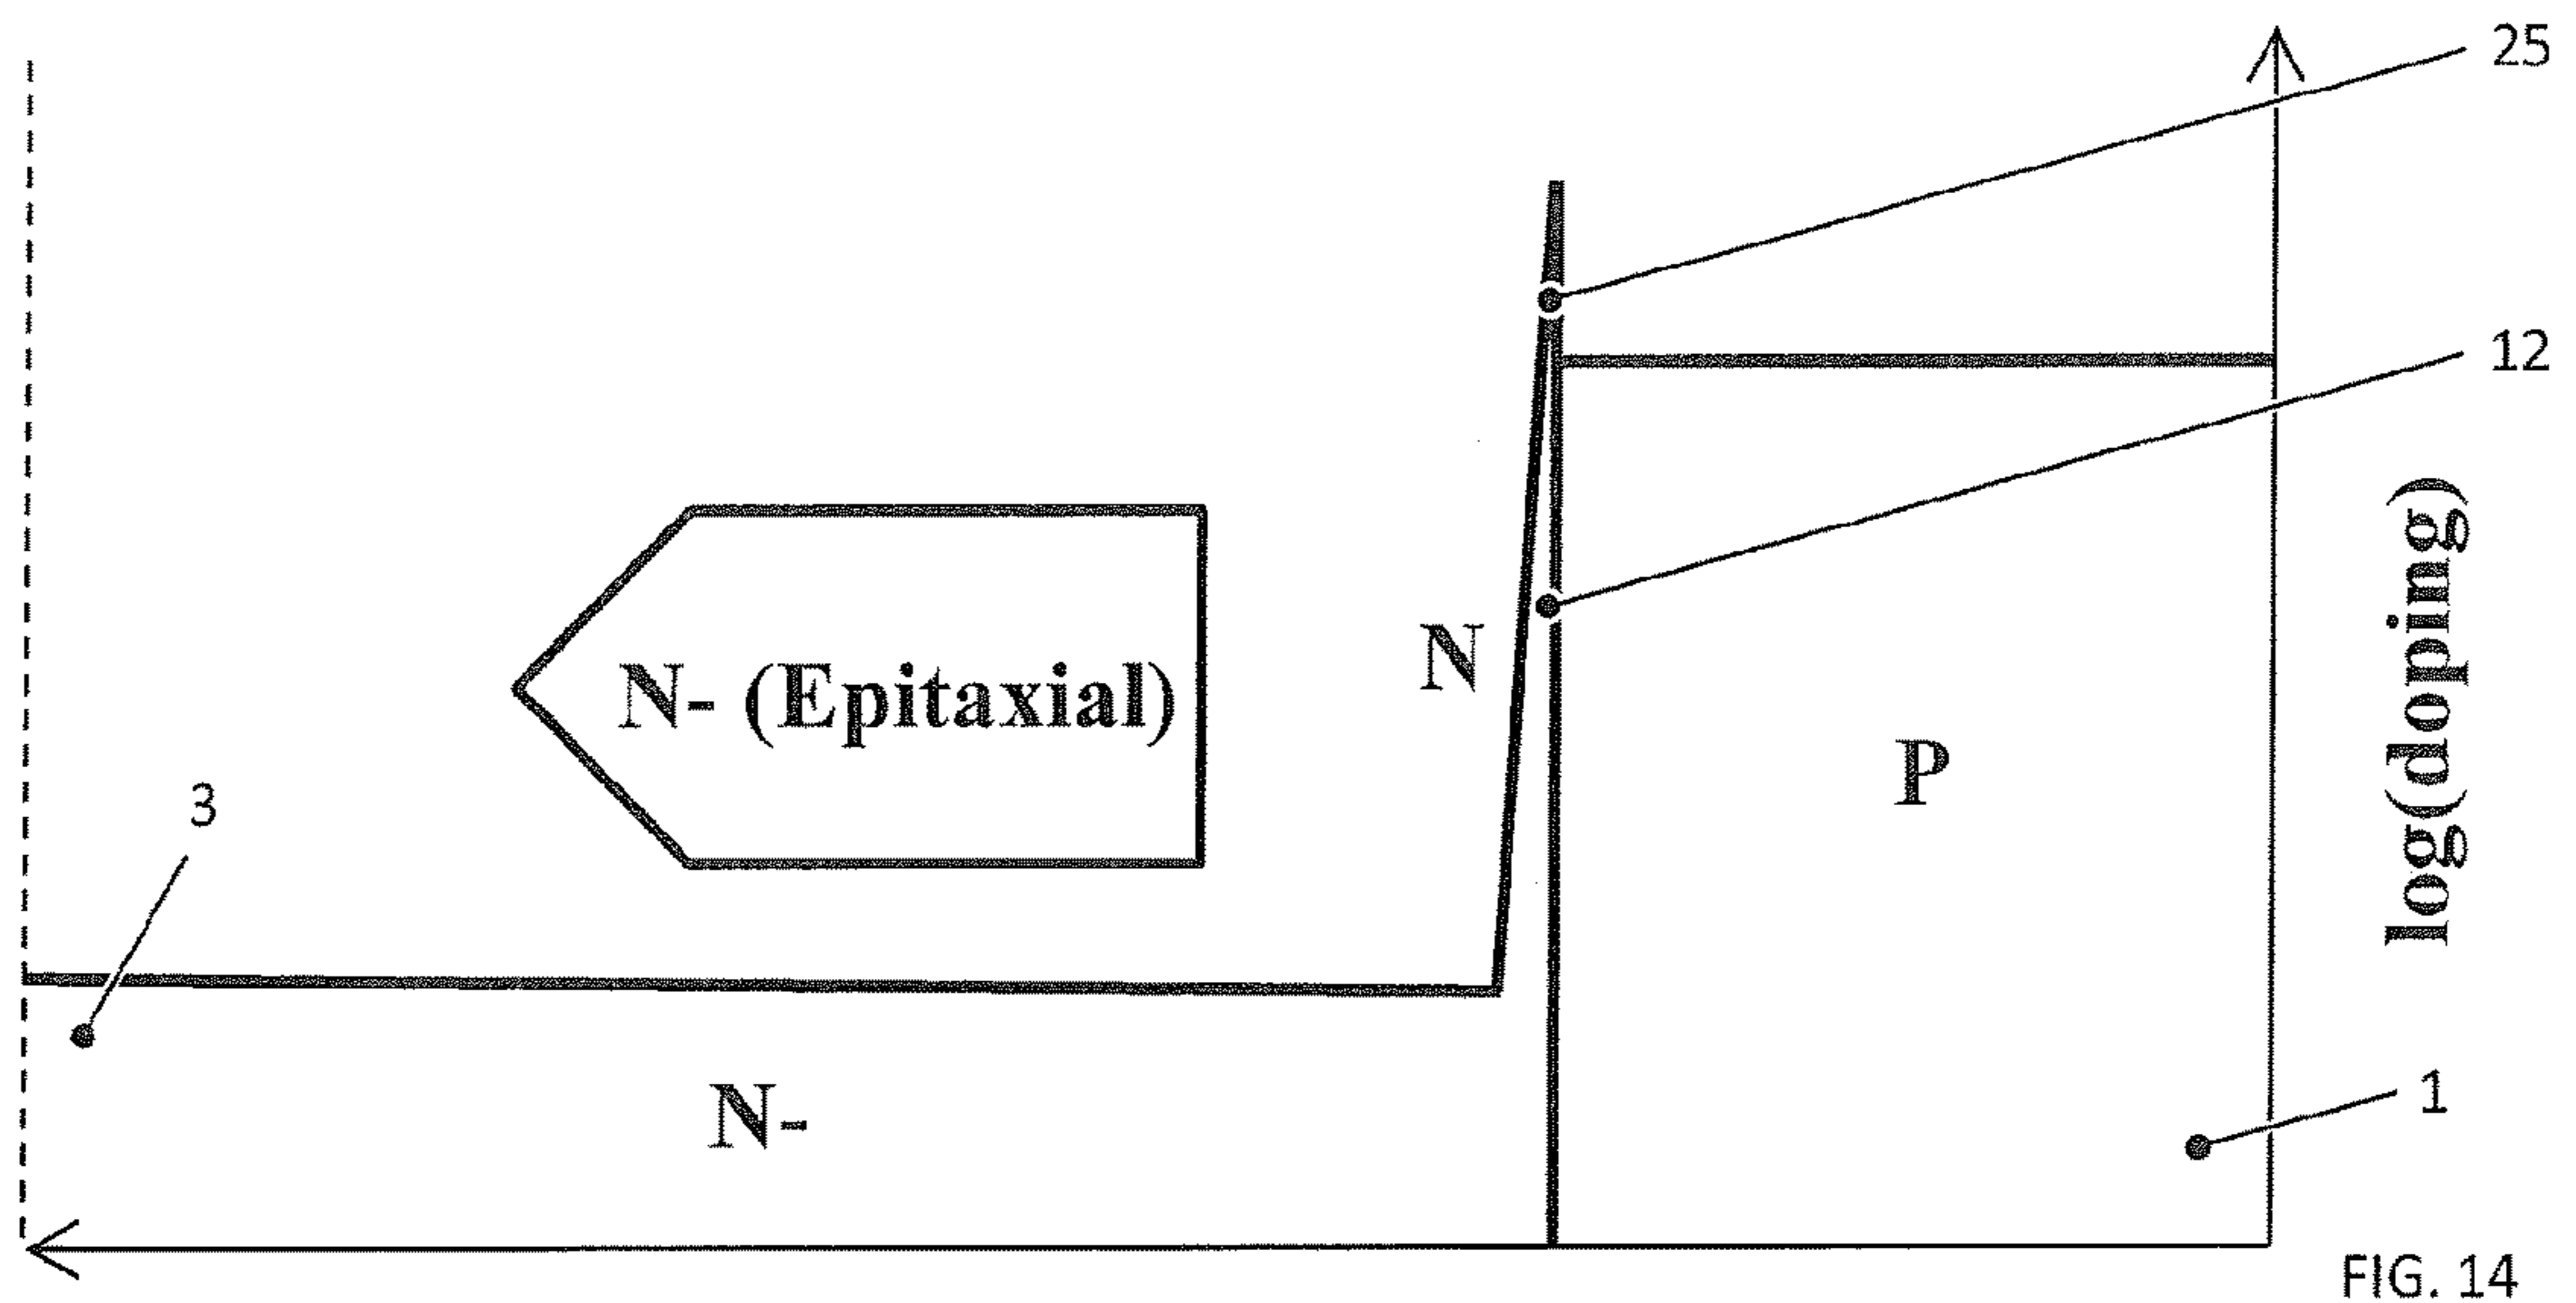 25
12
log(doping)
N
N- (Epitaxial)
P
3
N-
1
FIG. 14